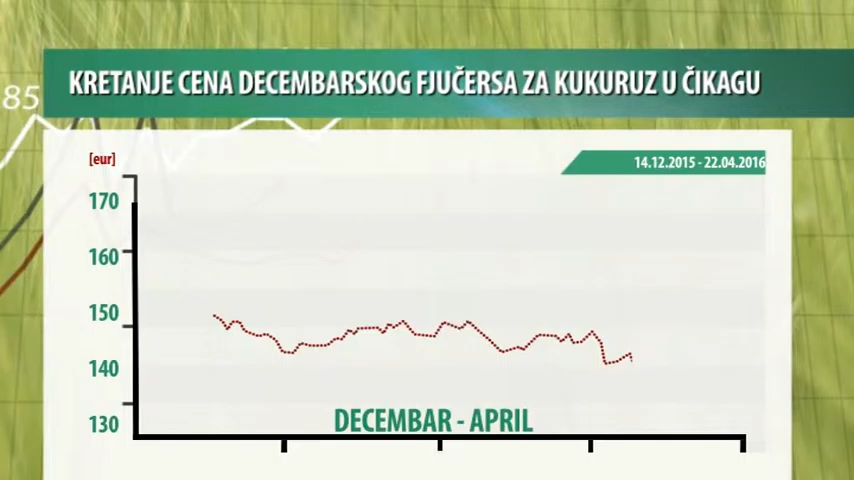 KRETANJE CENA DECEMBARSKOG FJUČERSA ZA KUKURUZ U ČIKAGU
85
[eur]
14.12.2015 - 22.04.2016
170
160
150
140
130
DECEMBAR - APRIL